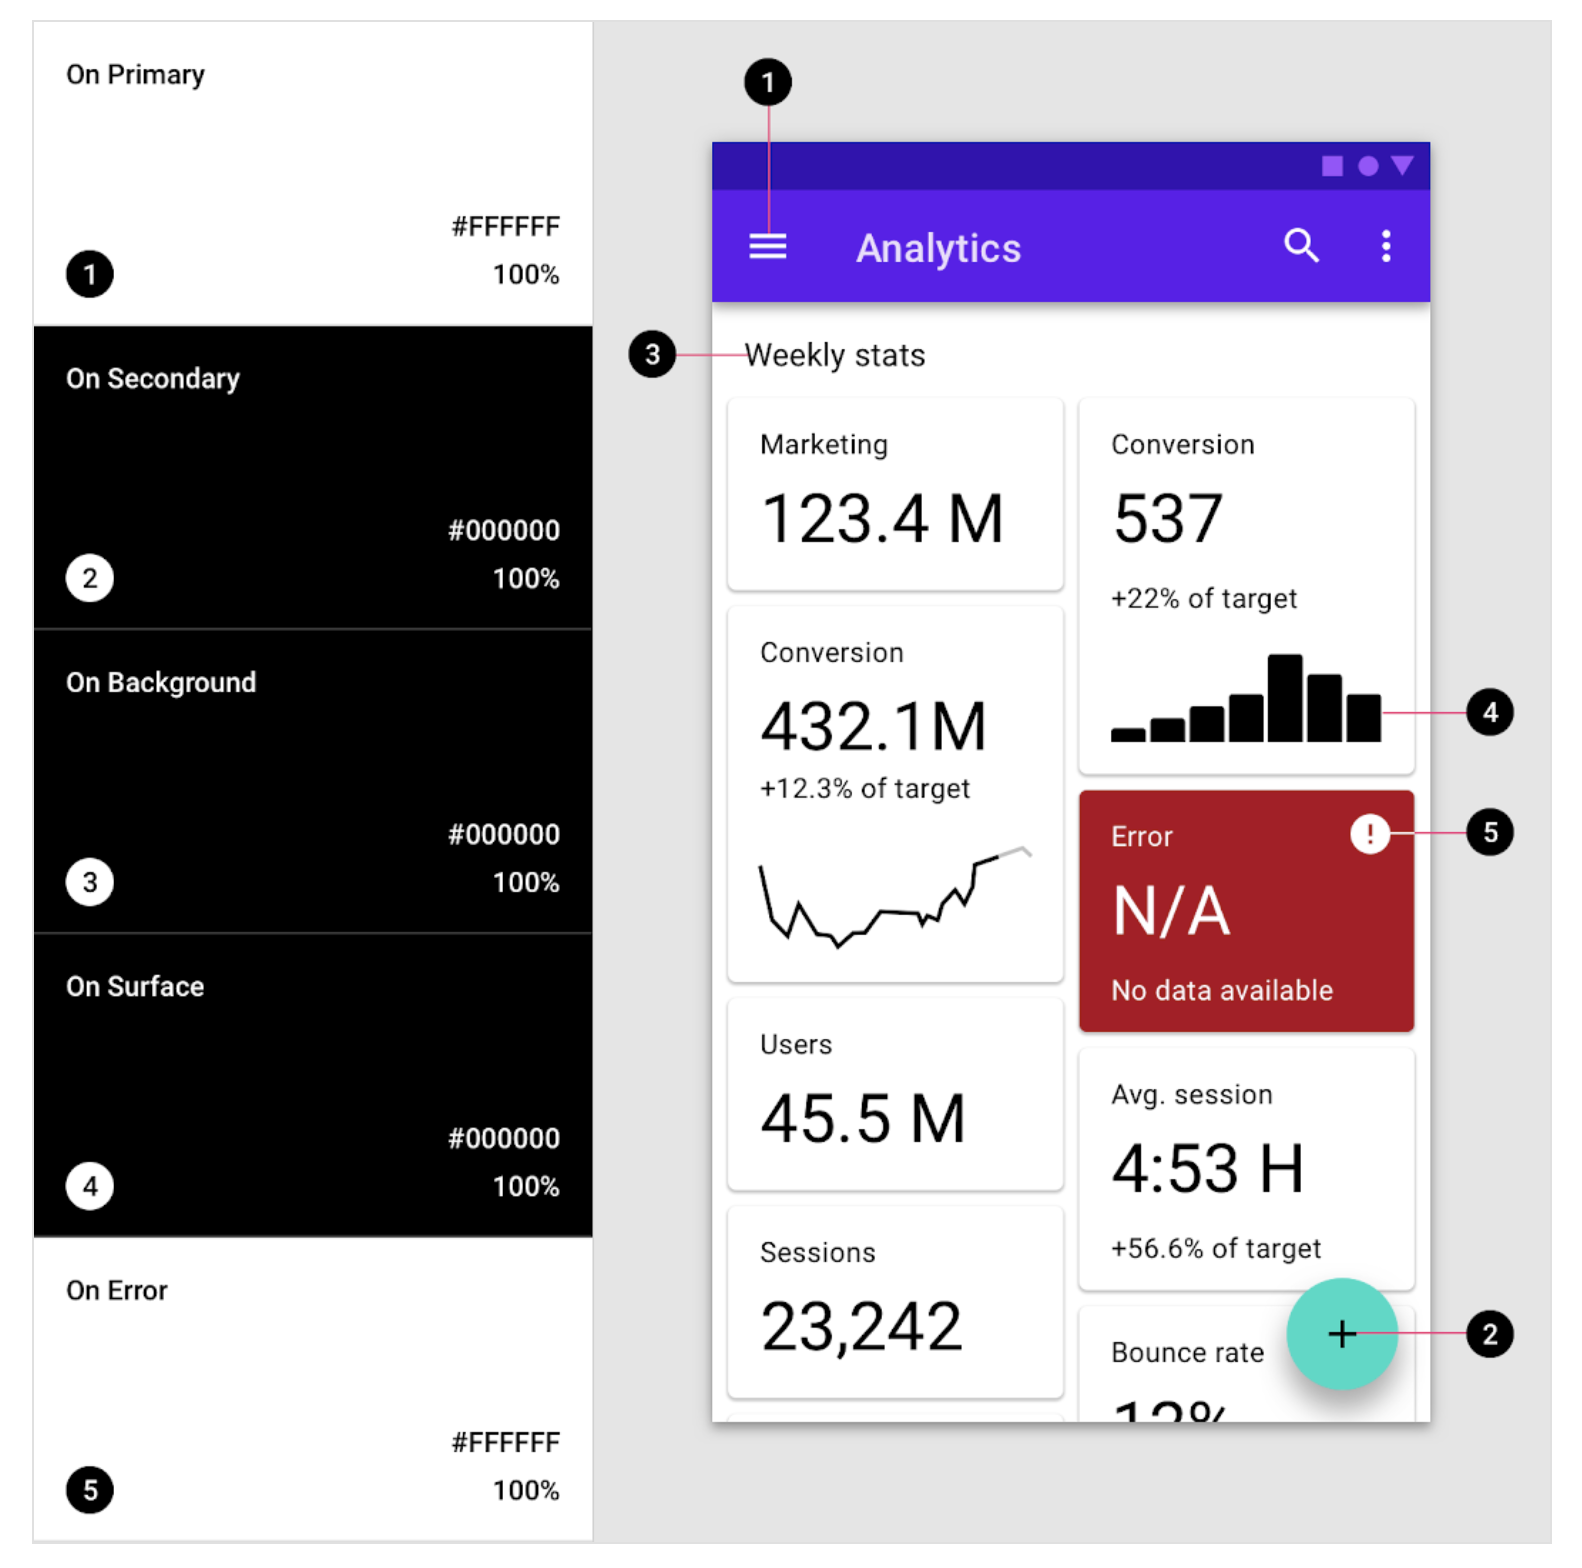 On Primary
#FFFFFF
1
100%
On Secondary
#000000
2
100%
On Background
#000000
3
100%
On Surface
#000000
4
100%
On Error
#FFFFFF
5
100%
1
Analytics
3
Weekly stats
Marketing
123.4 M
Conversion
432.1M
+12.3% of target
Users
45.5 M
Sessions
23,242
Conversion
537
+22% of target
4
Error
!
5
N/A
No data available
Avg. session
4:53 H
+56.6% of target
+
2
Bounce rate
12%